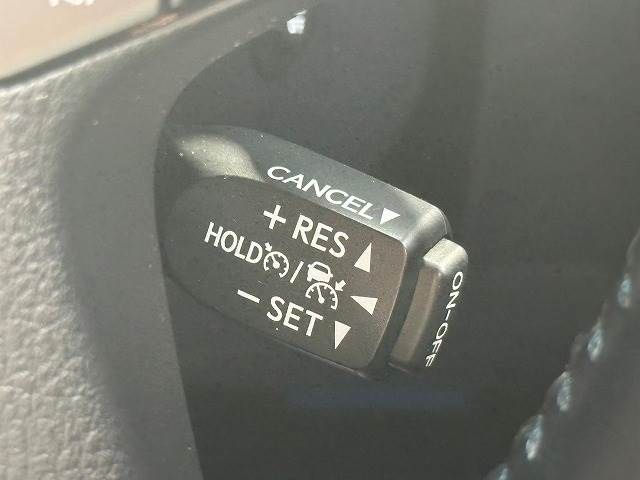 CANCEL▼
+ RES ▲
HOLD /
− SET ▼
ON-OFF